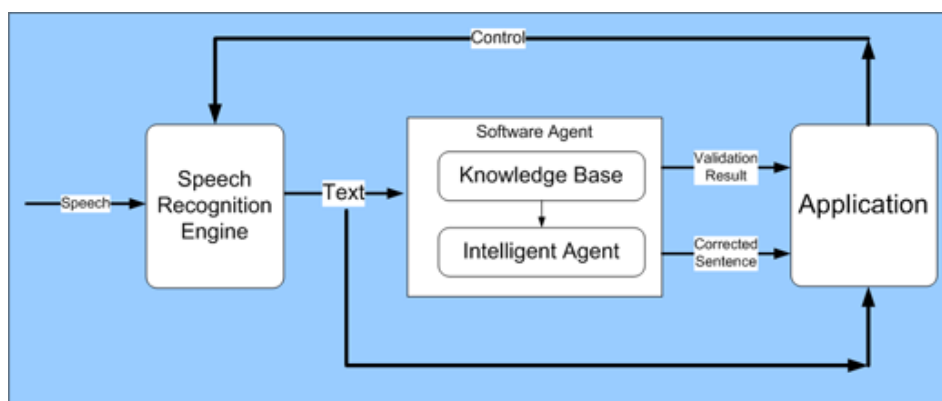 Control
Software Agent
Speech
Recognition
Engine
Knowledge Base
Validation
Result
Speech
Text
Application
Intelligent Agent
Corrected
Sentence